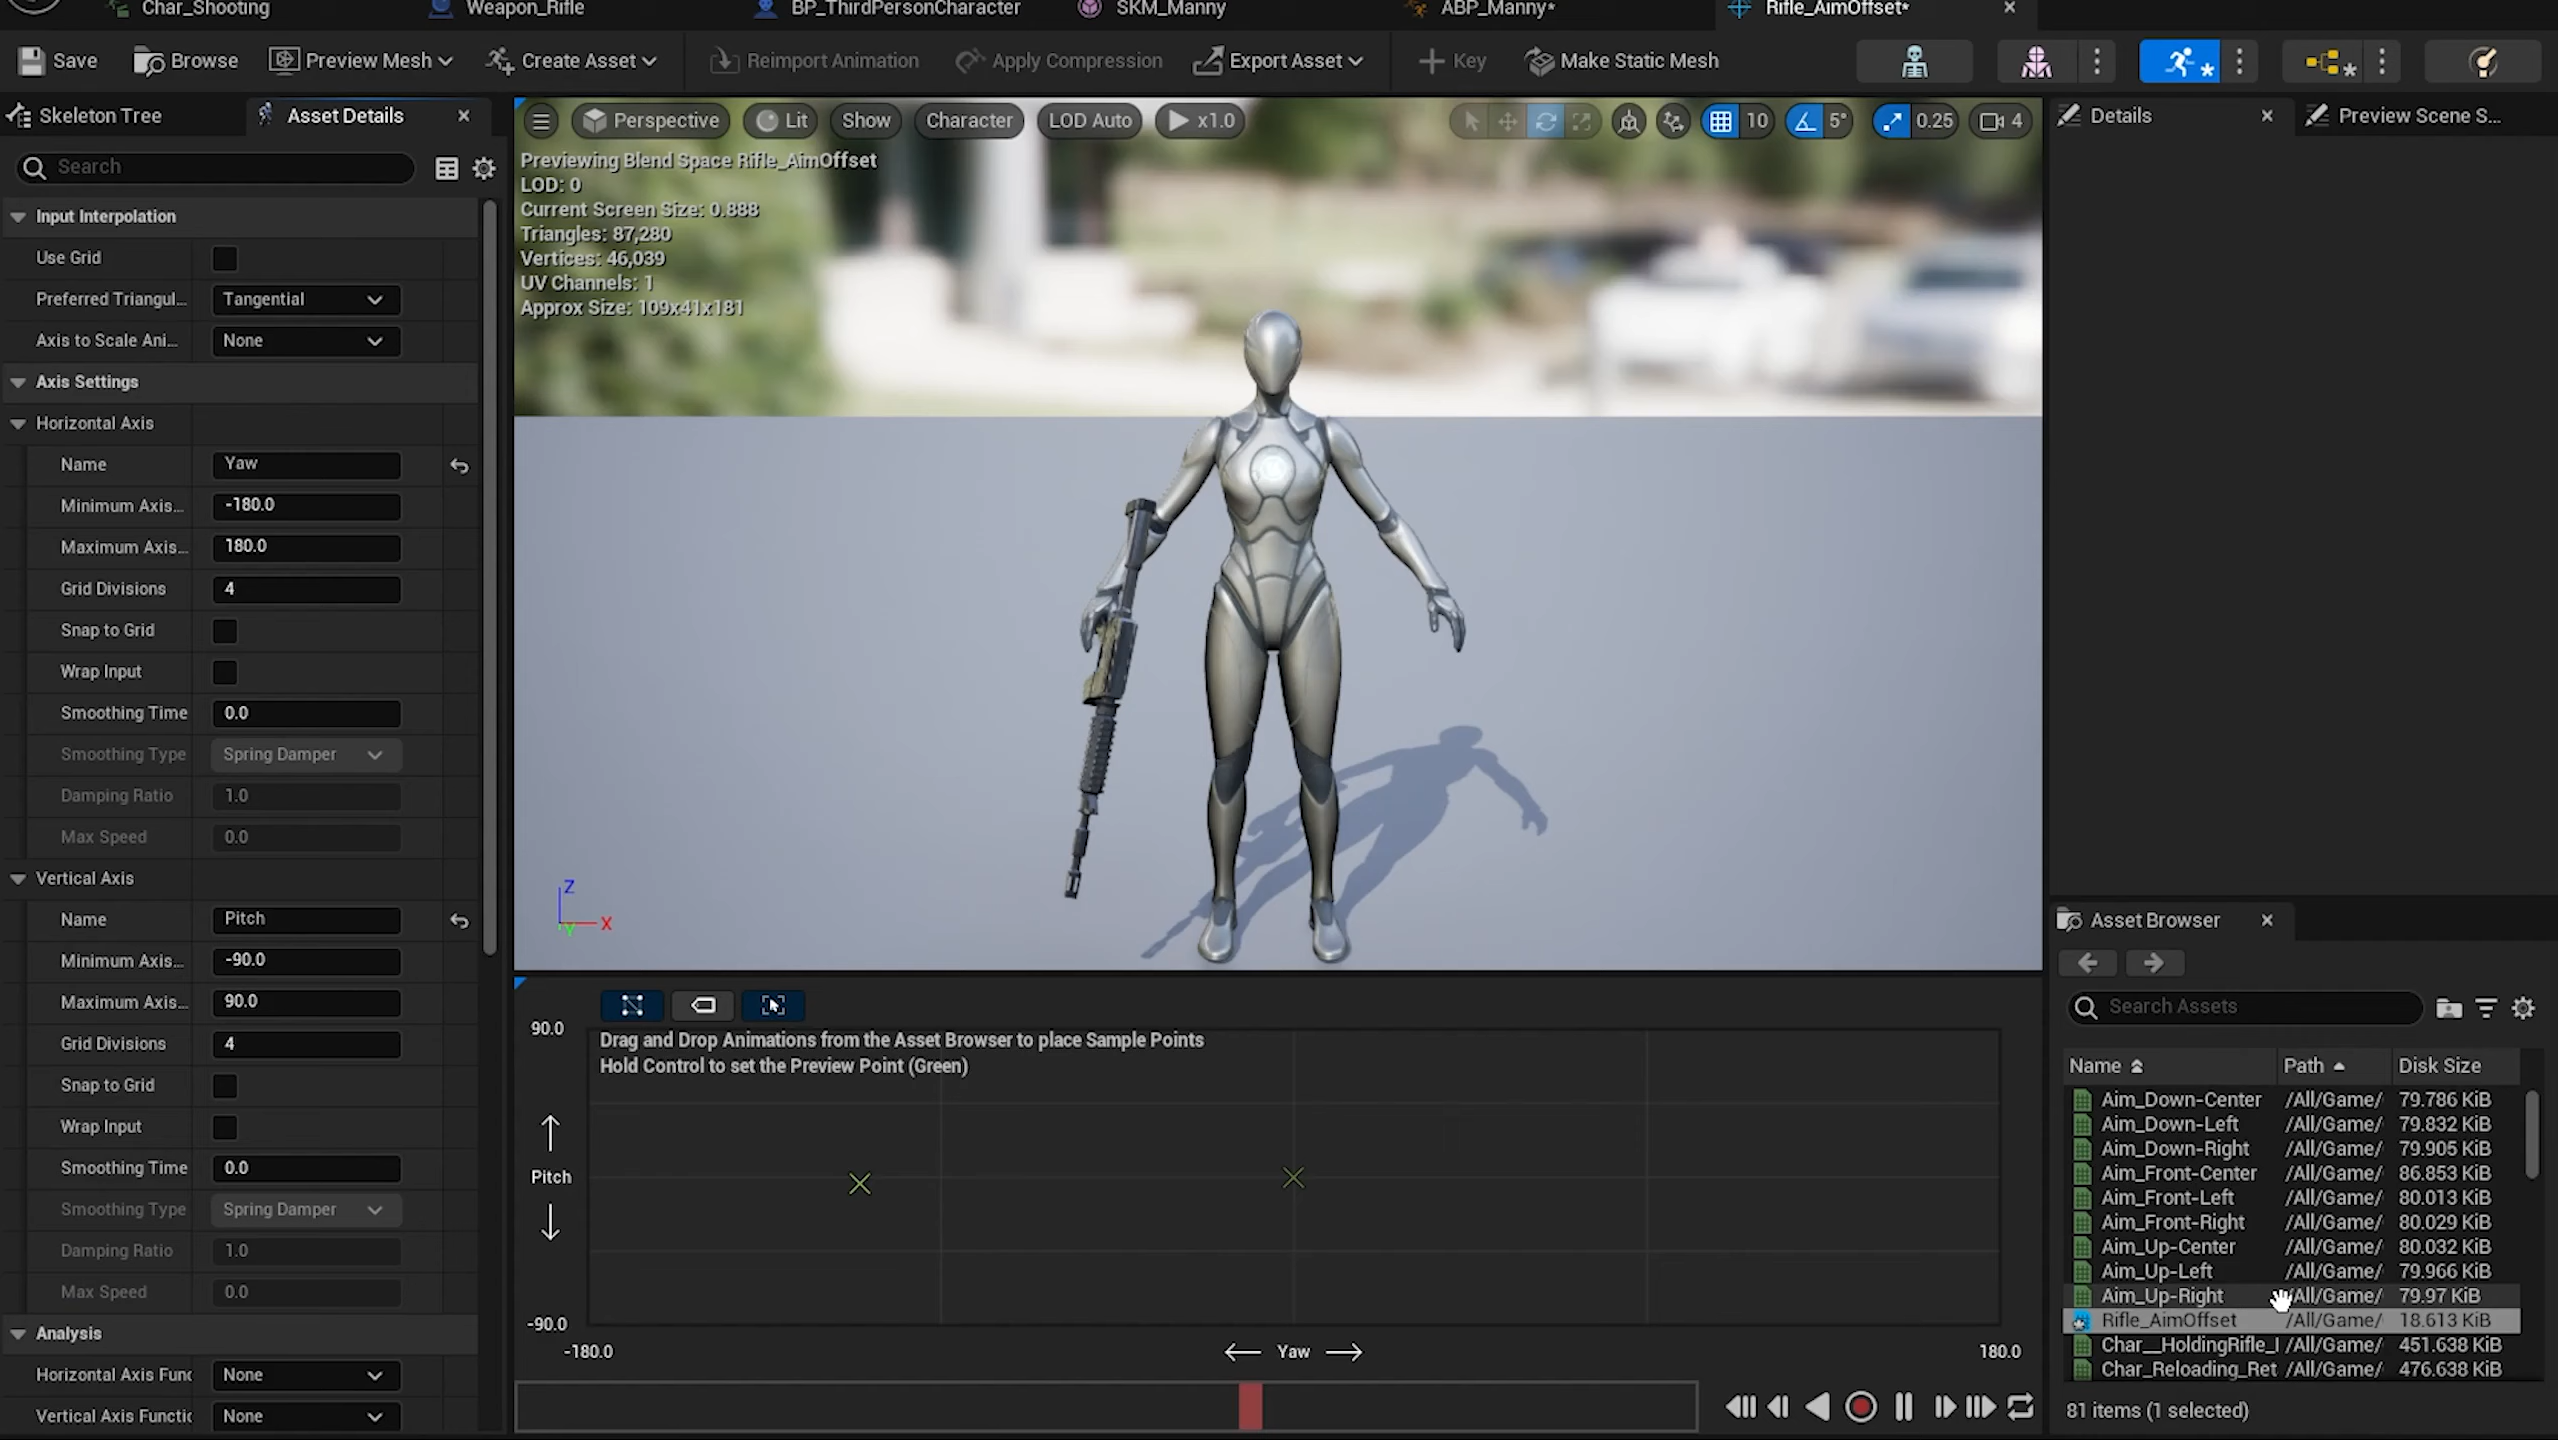 Char_Shooting
Weapon_Rifle
BP_ThirdPersonCharacter
SKM_Manny
ABP_Manny*
Rifle_AimOffset*
Save
Browse
Preview Mesh
Create Asset
Reimport Animation
Apply Compression
Export Asset
Key
Make Static Mesh
Skeleton Tree
Asset Details
Search
Input Interpolation
Use Grid
Preferred Triangul...
Tangential
Axis to Scale Ani...
None
Axis Settings
Horizontal Axis
Name
Yaw
Minimum Axis...
-180.0
Maximum Axis...
180.0
Grid Divisions
4
Snap to Grid
Wrap Input
Smoothing Time
0.0
Smoothing Type
Spring Damper
Damping Ratio
1.0
Max Speed
0.0
Vertical Axis
Name
Pitch
Minimum Axis...
-90.0
Maximum Axis...
90.0
Grid Divisions
4
Snap to Grid
Wrap Input
Smoothing Time
0.0
Smoothing Type
Spring Damper
Damping Ratio
1.0
Max Speed
0.0
Analysis
Horizontal Axis Func
None
Vertical Axis Functic
None
Perspective
Lit
Show
Character
LOD Auto
x1.0
10
5°
0.25
4
Previewing Blend Space Rifle_AimOffset
LOD: 0
Current Screen Size: 0.888
Triangles: 87,280
Vertices: 46,039
UV Channels: 1
Approx Size: 109x41x181
Z
X
Y
90.0
Drag and Drop Animations from the Asset Browser to place Sample Points
Hold Control to set the Preview Point (Green)
Pitch
-90.0
-180.0
Yaw
180.0
Details
Preview Scene S...
Asset Browser
Search Assets
Name
Path
Disk Size
Aim_Down-Center /All/Game/ 79.786 KiB
Aim_Down-Left /All/Game/ 79.832 KiB
Aim_Down-Right /All/Game/ 79.905 KiB
Aim_Front-Center /All/Game/ 86.853 KiB
Aim_Front-Left /All/Game/ 80.013 KiB
Aim_Front-Right /All/Game/ 80.029 KiB
Aim_Up-Center /All/Game/ 80.032 KiB
Aim_Up-Left /All/Game/ 79.966 KiB
Aim_Up-Right /All/Game/ 79.97 KiB
Rifle_AimOffset /All/Game/ 18.613 KiB
Char__HoldingRifle_I /All/Game/ 451.638 KiB
Char_Reloading_Ret /All/Game/ 476.638 KiB
81 items (1 selected)